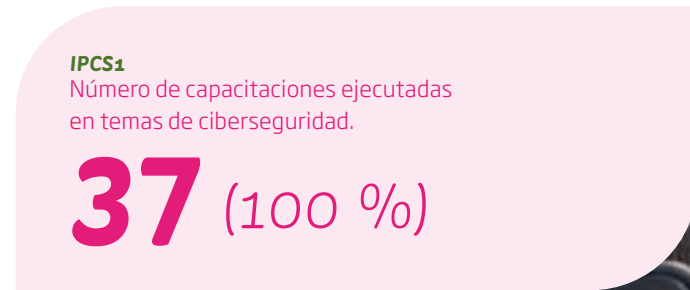 IPCS1
Número de capacitaciones ejecutadas
en temas de ciberseguridad.
37 (100 %)